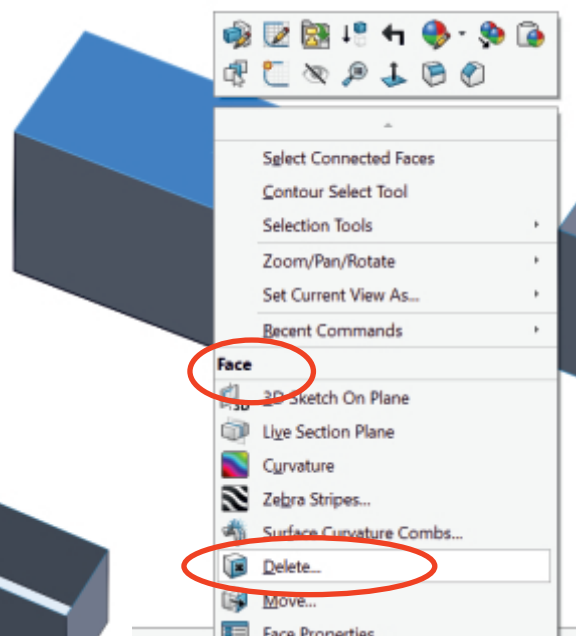 Select Connected Faces
Contour Select Tool
Selection Tools
Zoom/Pan/Rotate
Set Current View As...
Recent Commands
Face
3D Sketch On Plane
Live Section Plane
Curvature
Zebra Stripes...
Surface Curvature Combs...
Delete...
Move...
Face Properties